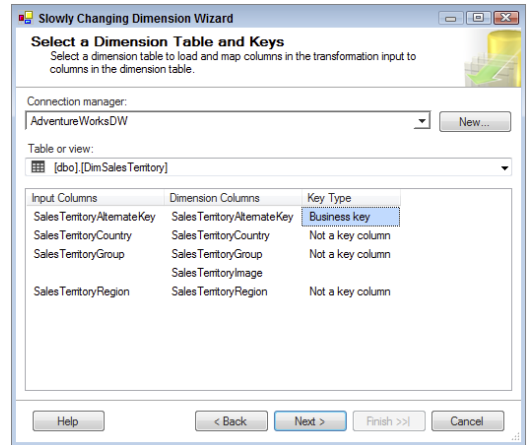 Slowly Changing Dimension Wizard
Select a Dimension Table and Keys
Select a dimension table to load and map columns in the transformation input to
columns in the dimension table.
Connection manager:
AdventureWorksDW
New...
Table or view:
[dbo].[DimSalesTerritory]
Input Columns Dimension Columns Key Type
SalesTerritoryAlternateKey SalesTerritoryAlternateKey Business key
SalesTerritoryCountry SalesTerritoryCountry Not a key column
SalesTerritoryGroup SalesTerritoryGroup Not a key column
SalesTerritoryImage
SalesTerritoryRegion SalesTerritoryRegion Not a key column
Help < Back Next > Finish >>| Cancel